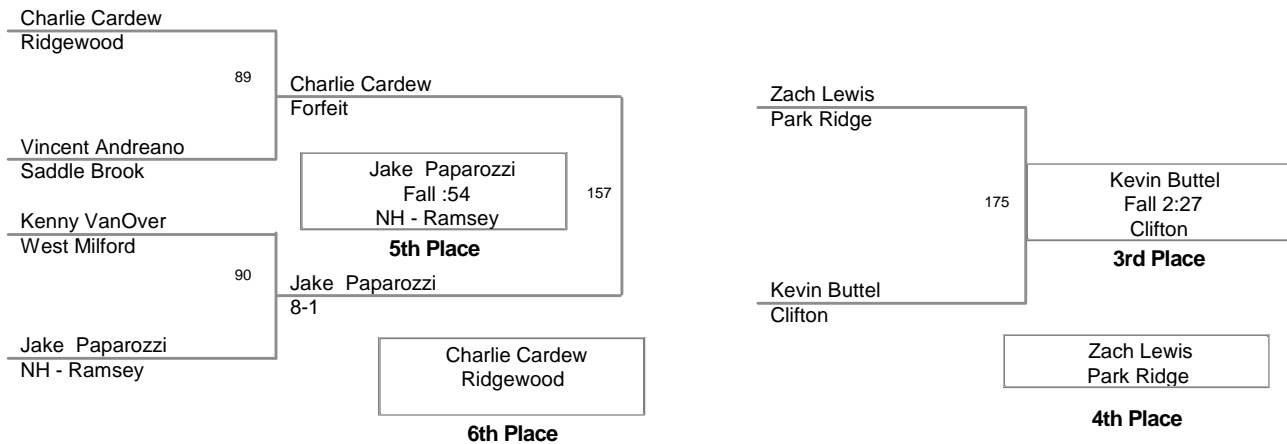 Charlie Cardew
Ridgewood
89
Charlie Cardew
Forfeit
Vincent Andreano
Saddle Brook
Jake Paparozzi
Fall :54
NH - Ramsey
5th Place
157
Kenny VanOver
West Milford
90
Jake Paparozzi
8-1
Jake Paparozzi
NH - Ramsey
Charlie Cardew
Ridgewood
6th Place
Zach Lewis
Park Ridge
175
Kevin Buttel
Fall 2:27
Clifton
3rd Place
Kevin Buttel
Clifton
Zach Lewis
Park Ridge
4th Place